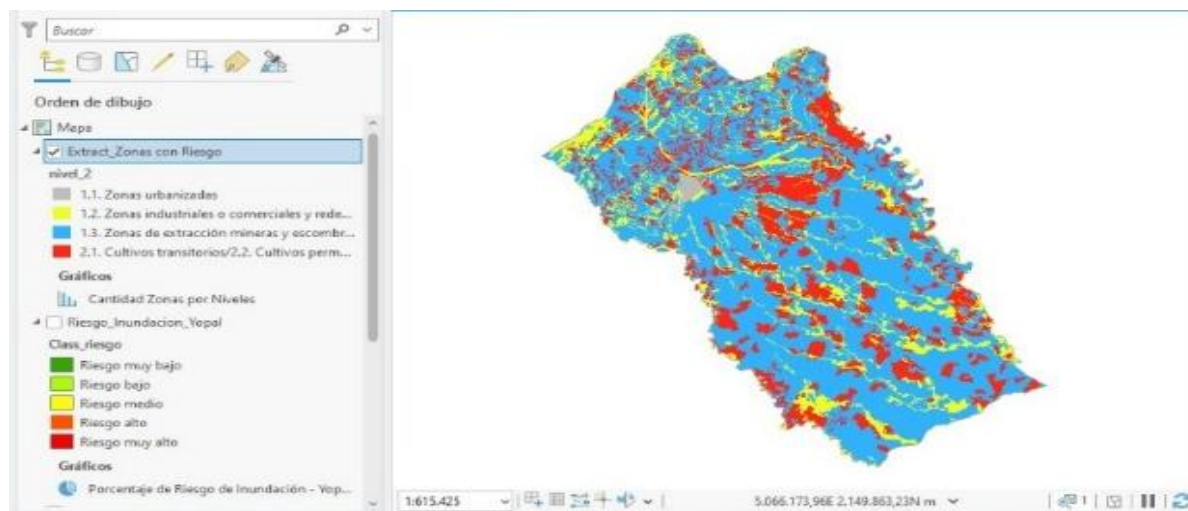 Buscar
Orden de dibujo
Mapa
Extract_Zonas con Riesgo
nivel_2
1.1. Zonas urbanizadas
1.2. Zonas industriales o comerciales y rede...
1.3. Zonas de extracción mineras y escombr...
2.1. Cultivos transitorios/2.2. Cultivos perm...
Gráficos
Cantidad Zonas por Niveles
Riesgo_Inundacion_Yopal
Class_riesgo
Riesgo muy bajo
Riesgo bajo
Riesgo medio
Riesgo alto
Riesgo muy alto
Gráficos
Porcentaje de Riesgo de Inundación - Yop...
1:615.425
5.066.173,96E 2.149.863,23N m
1